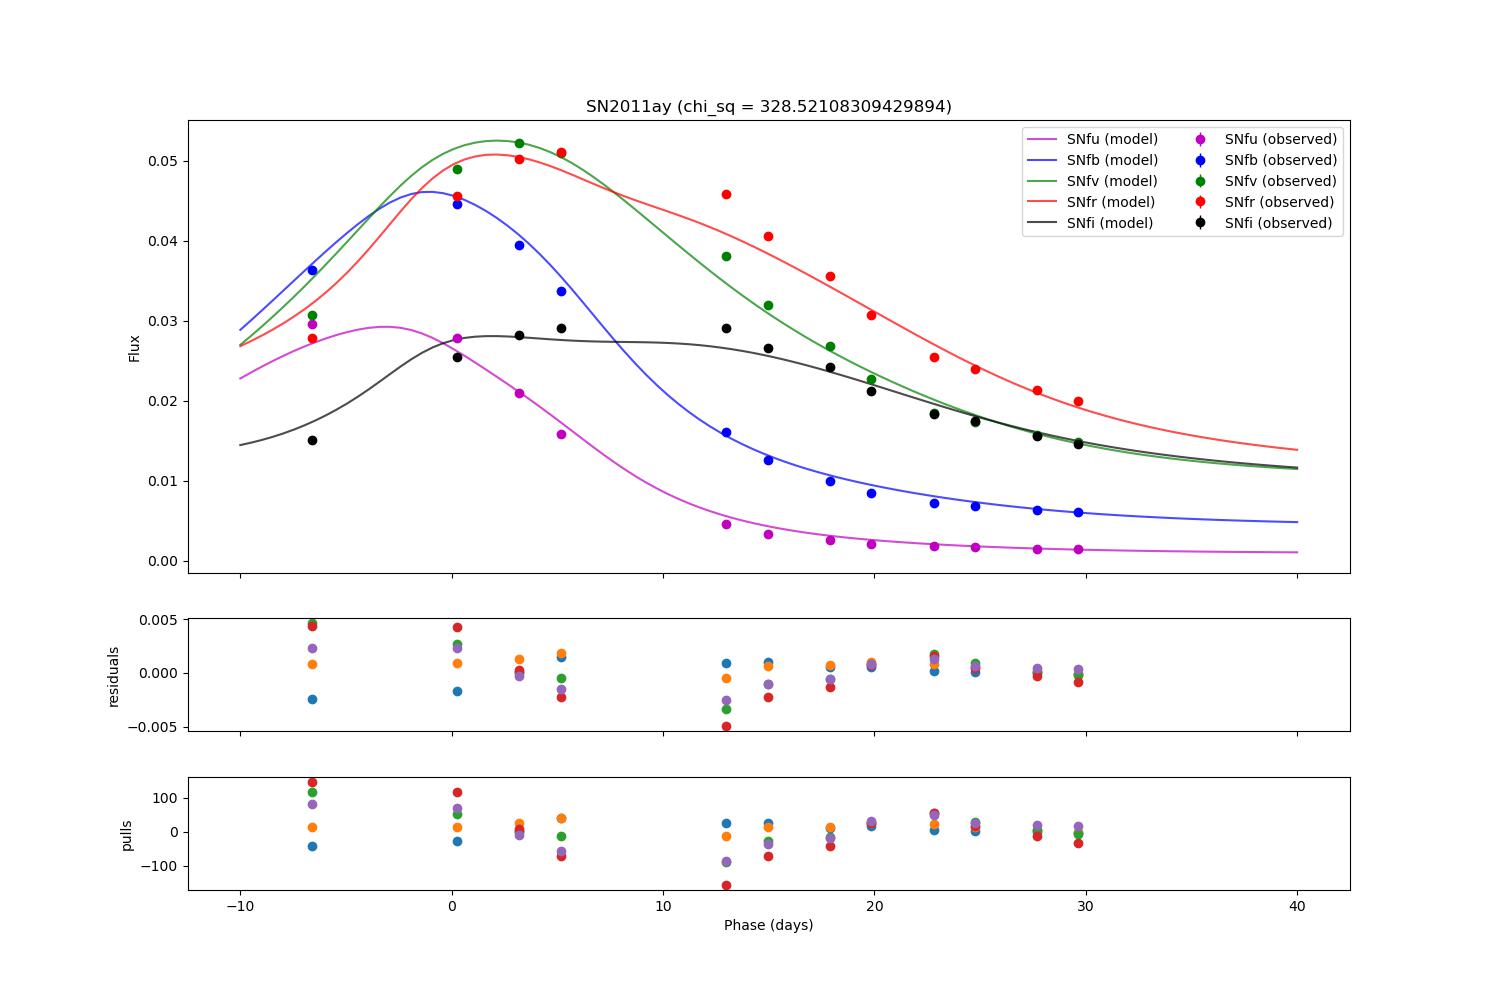 SN2011ay (chi_sq = 328.52108309429894)
SNfu (model) SNfu (observed)
SNfb (model) SNfb (observed)
SNfv (model) SNfv (observed)
SNfr (model) SNfr (observed)
SNfi (model) SNfi (observed)
0.05
0.04
0.03
0.02
0.01
0.00
Flux
0.005
0.000
−0.005
residuals
100
0
−100
pulls
−10 0 10 20 30 40
Phase (days)